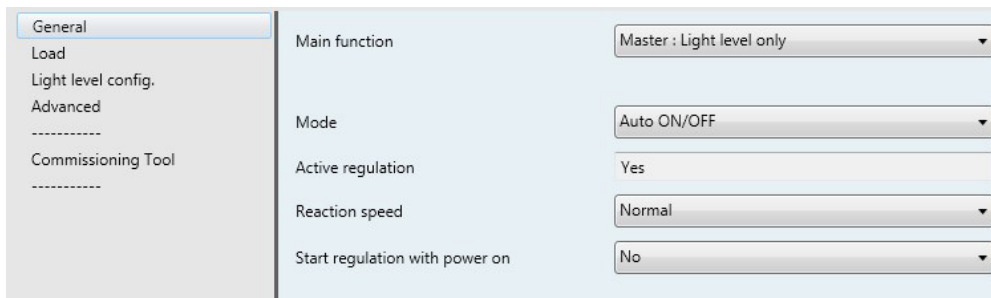 General
Load
Light level config.
Advanced
-----------
Commissioning Tool
-----------
Main function
Master : Light level only
Mode
Auto ON/OFF
Active regulation
Yes
Reaction speed
Normal
Start regulation with power on
No